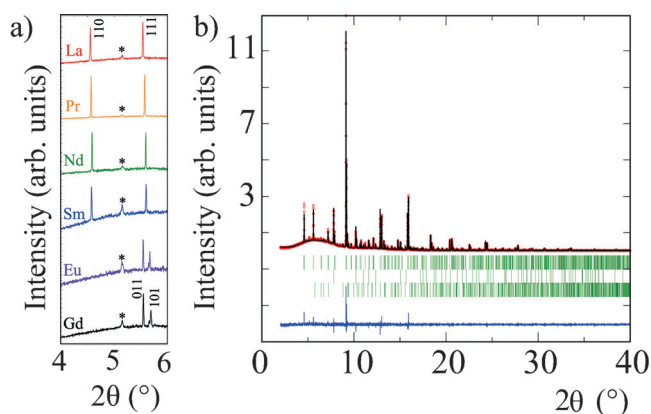 a)
110
111
La
*
Pr
*
Nd
*
Sm
*
Eu
*
011
101
Gd
*
4 5 6
2θ (°)
Intensity (arb. units)
b)
11
7
3
Intensity (arb. units)
0 10 20 30 40
2θ (°)